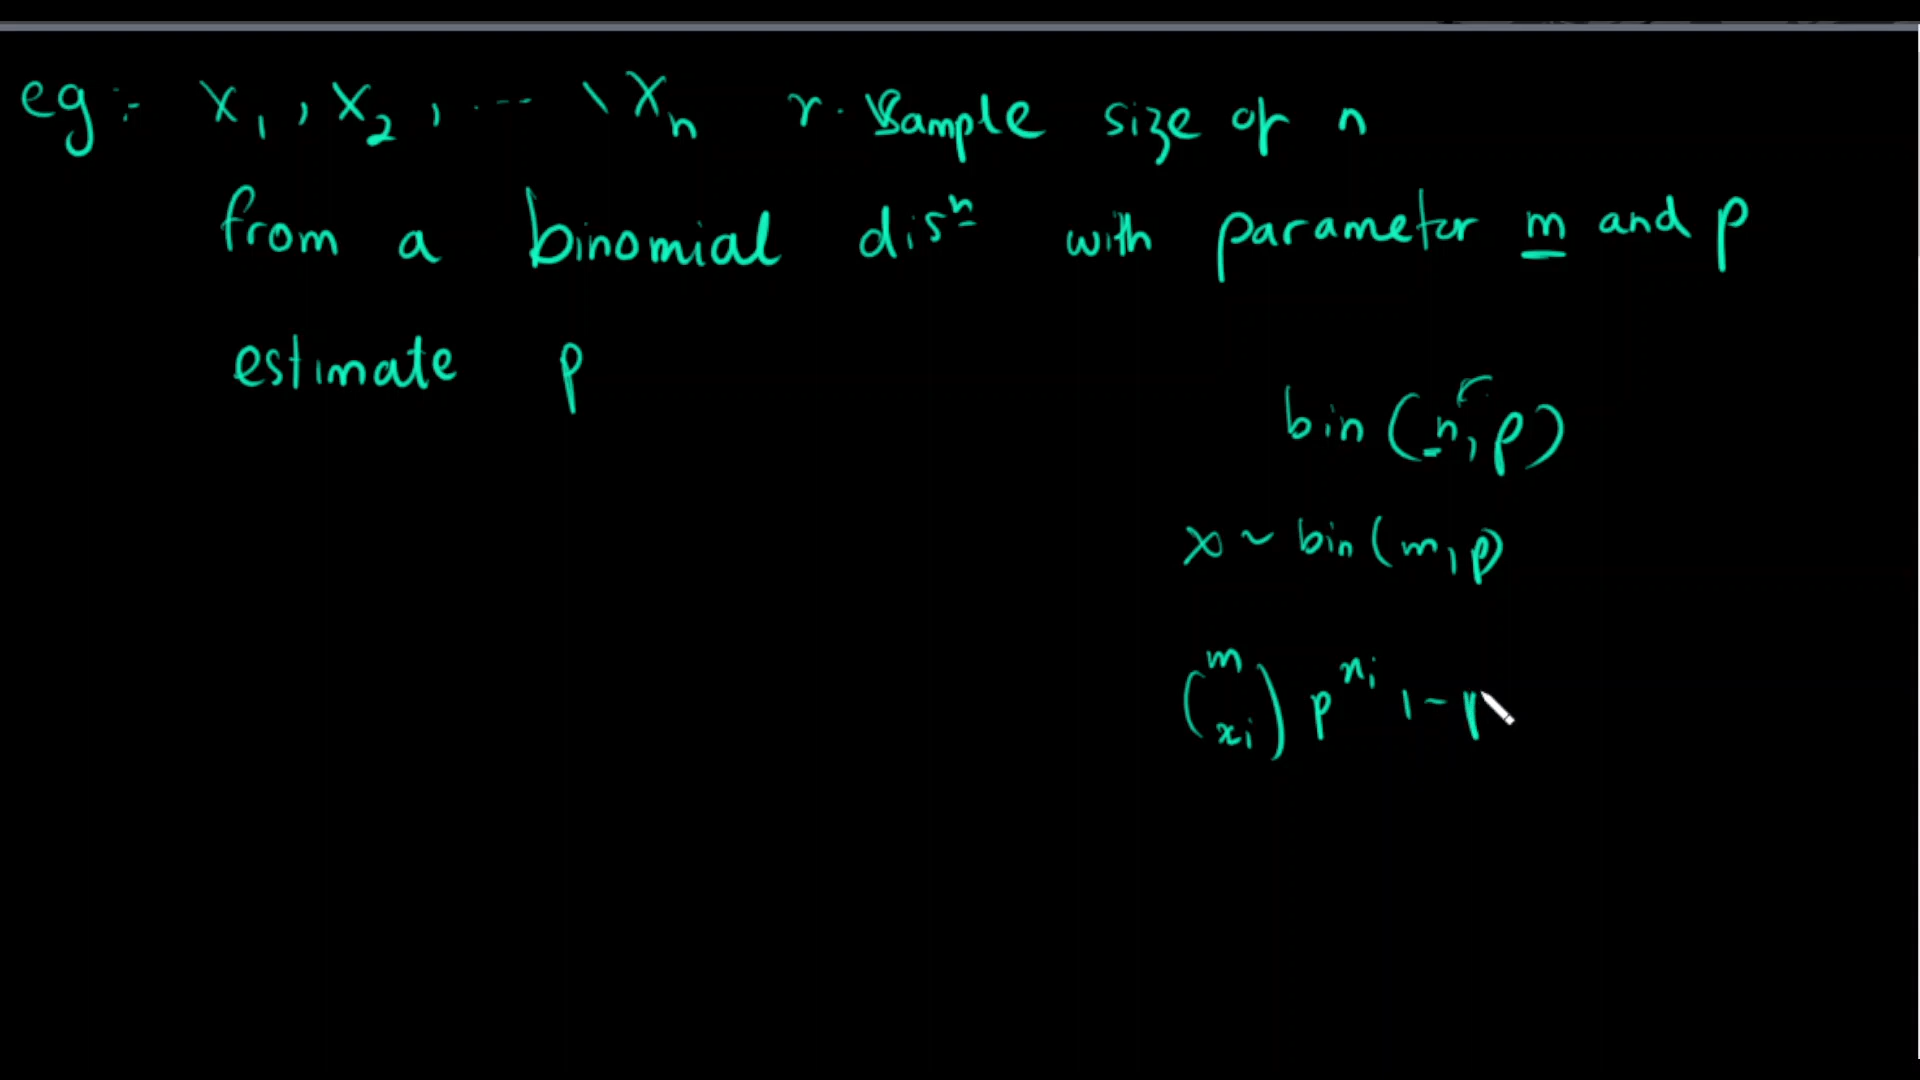 eg:- X₁, X₂, ... , Xₙ r. Sample size of n
from a binomial disⁿ with parameter m and p
estimate p
bin(n, p)
x ~ bin(m, p)
(m xᵢ) p^xᵢ 1-p